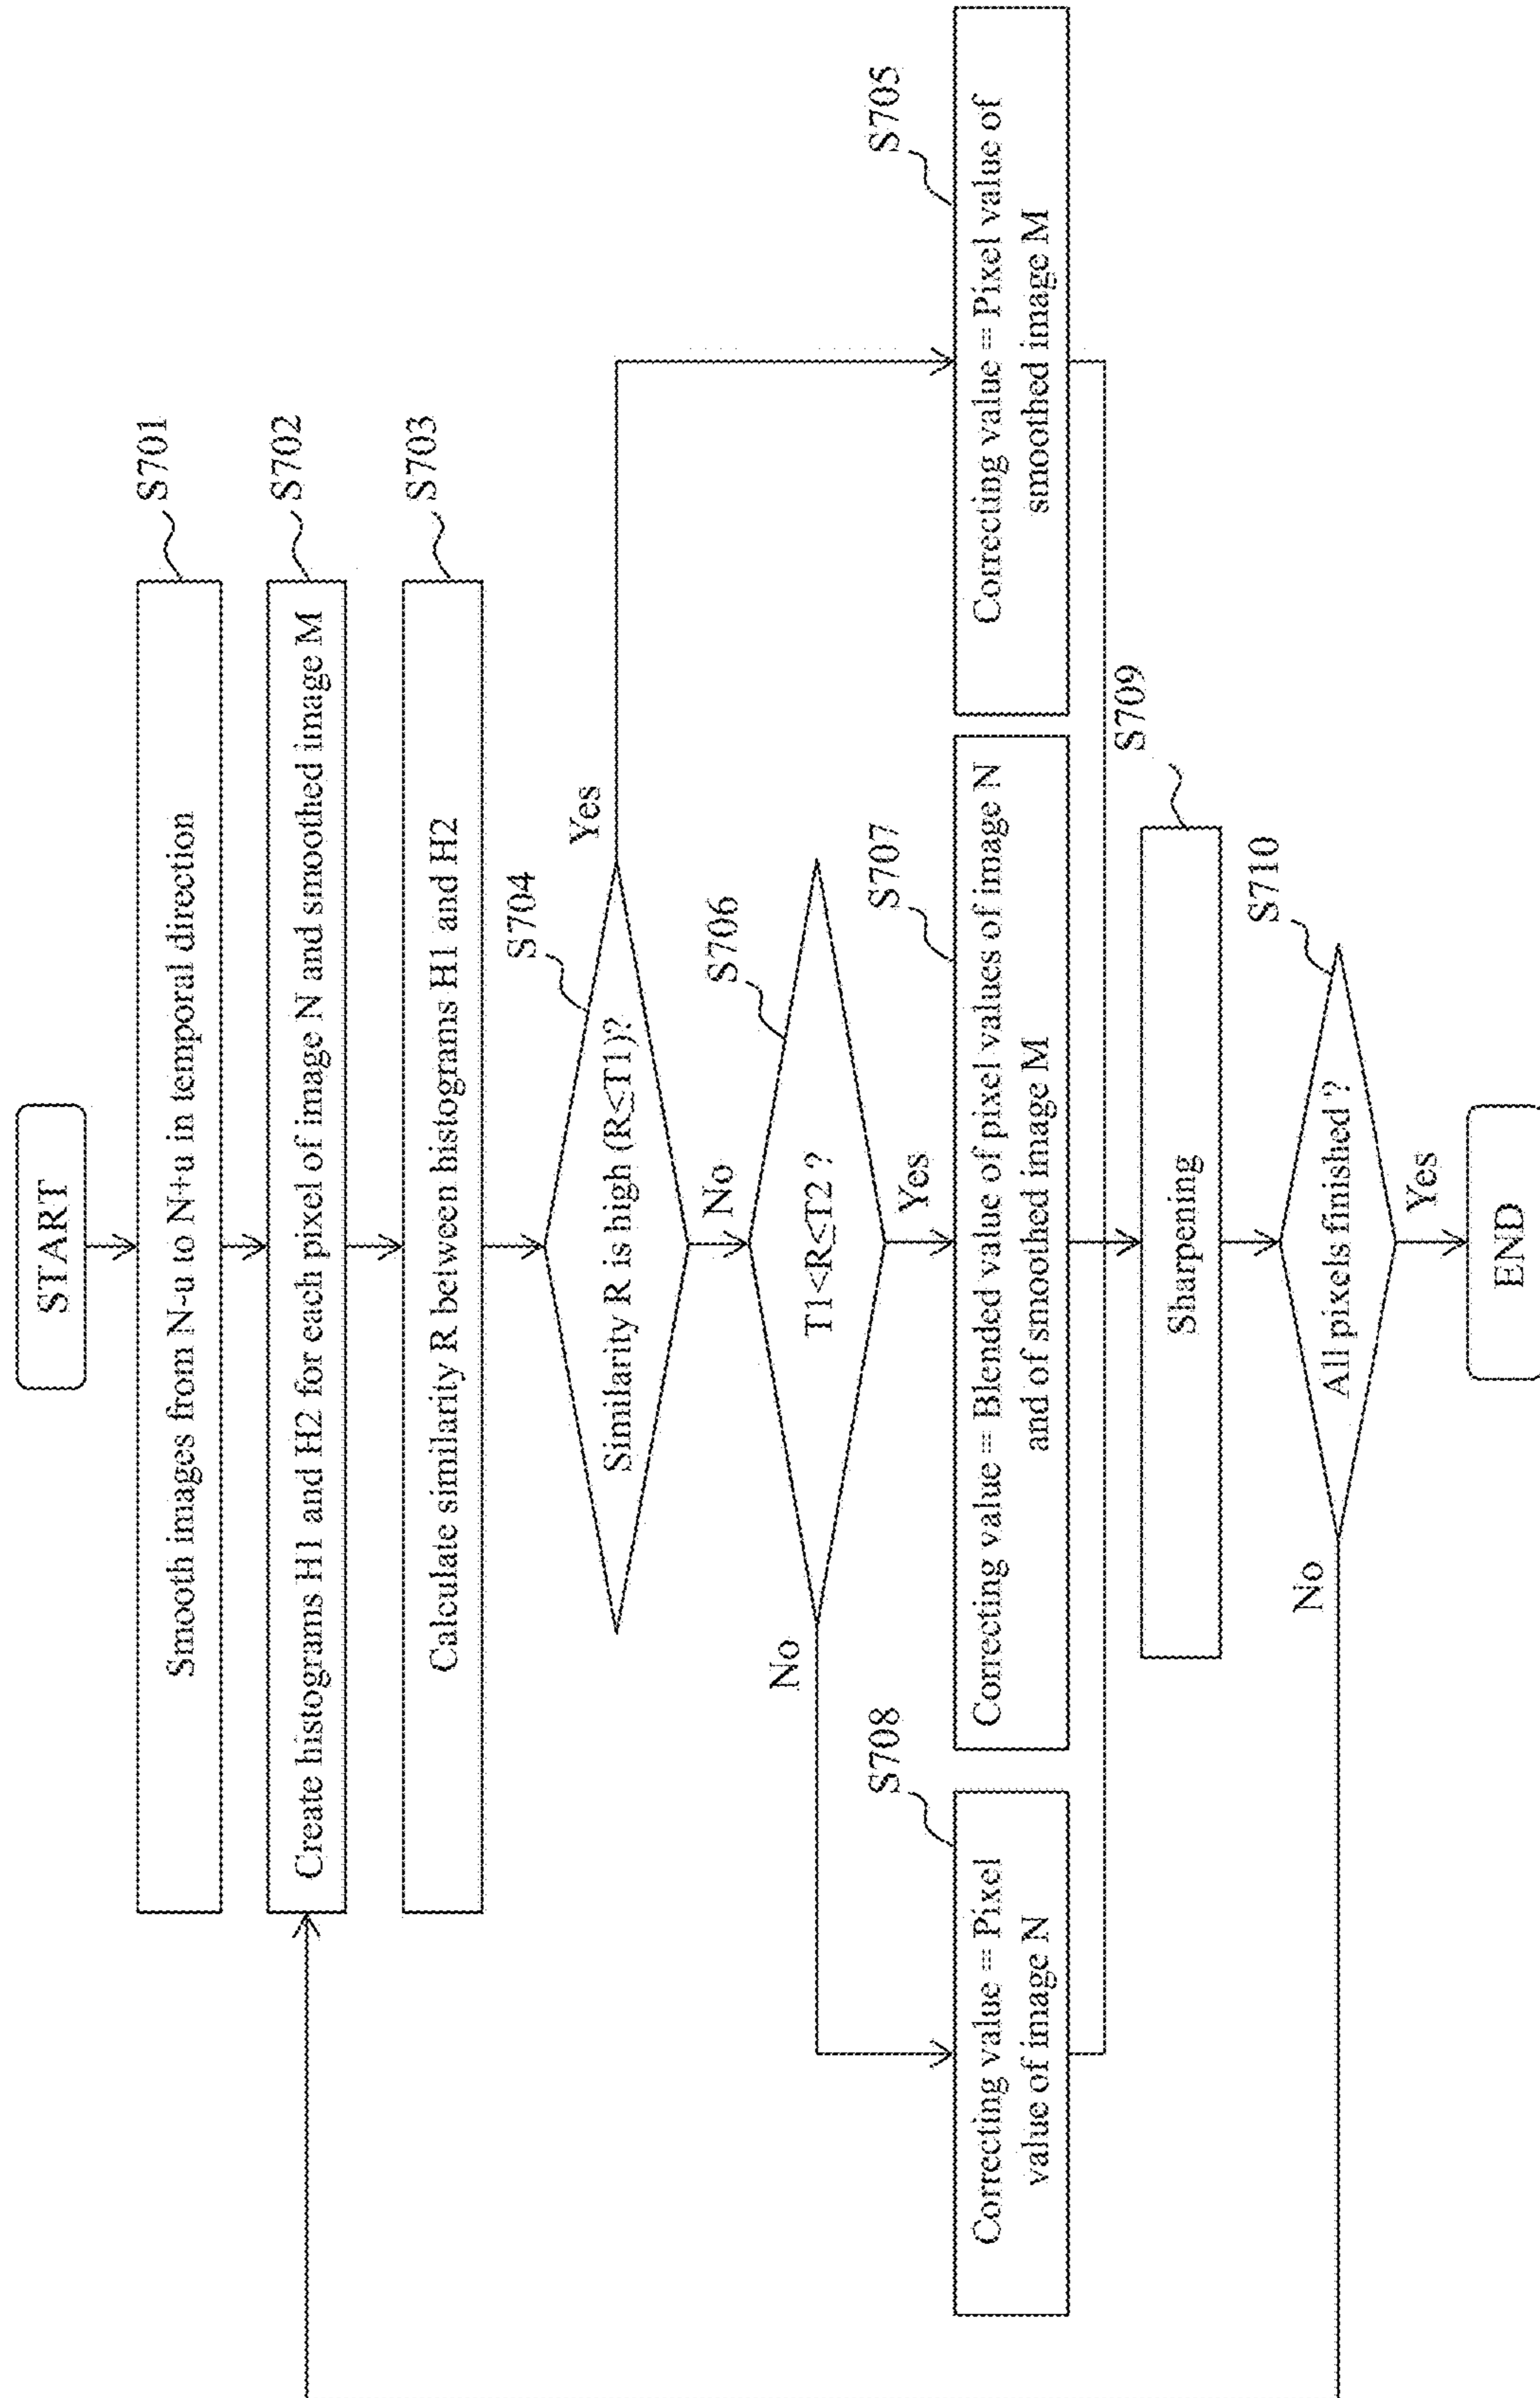 START
S701
Smooth images from N-u to N+u in temporal direction
S702
Create histograms H1 and H2 for each pixel of image N and smoothed image M
S703
Calculate similarity R between histograms H1 and H2
S704
Similarity R is high (R≤T1)?
Yes
No
S706
T1<R≤T2 ?
No
Yes
S708
Correcting value = Pixel
value of image N
S707
Correcting value = Blended value of pixel values of image N
and of smoothed image M
S705
Correcting value = Pixel value of
smoothed image M
S709
Sharpening
S710
All pixels finished ?
No
Yes
END